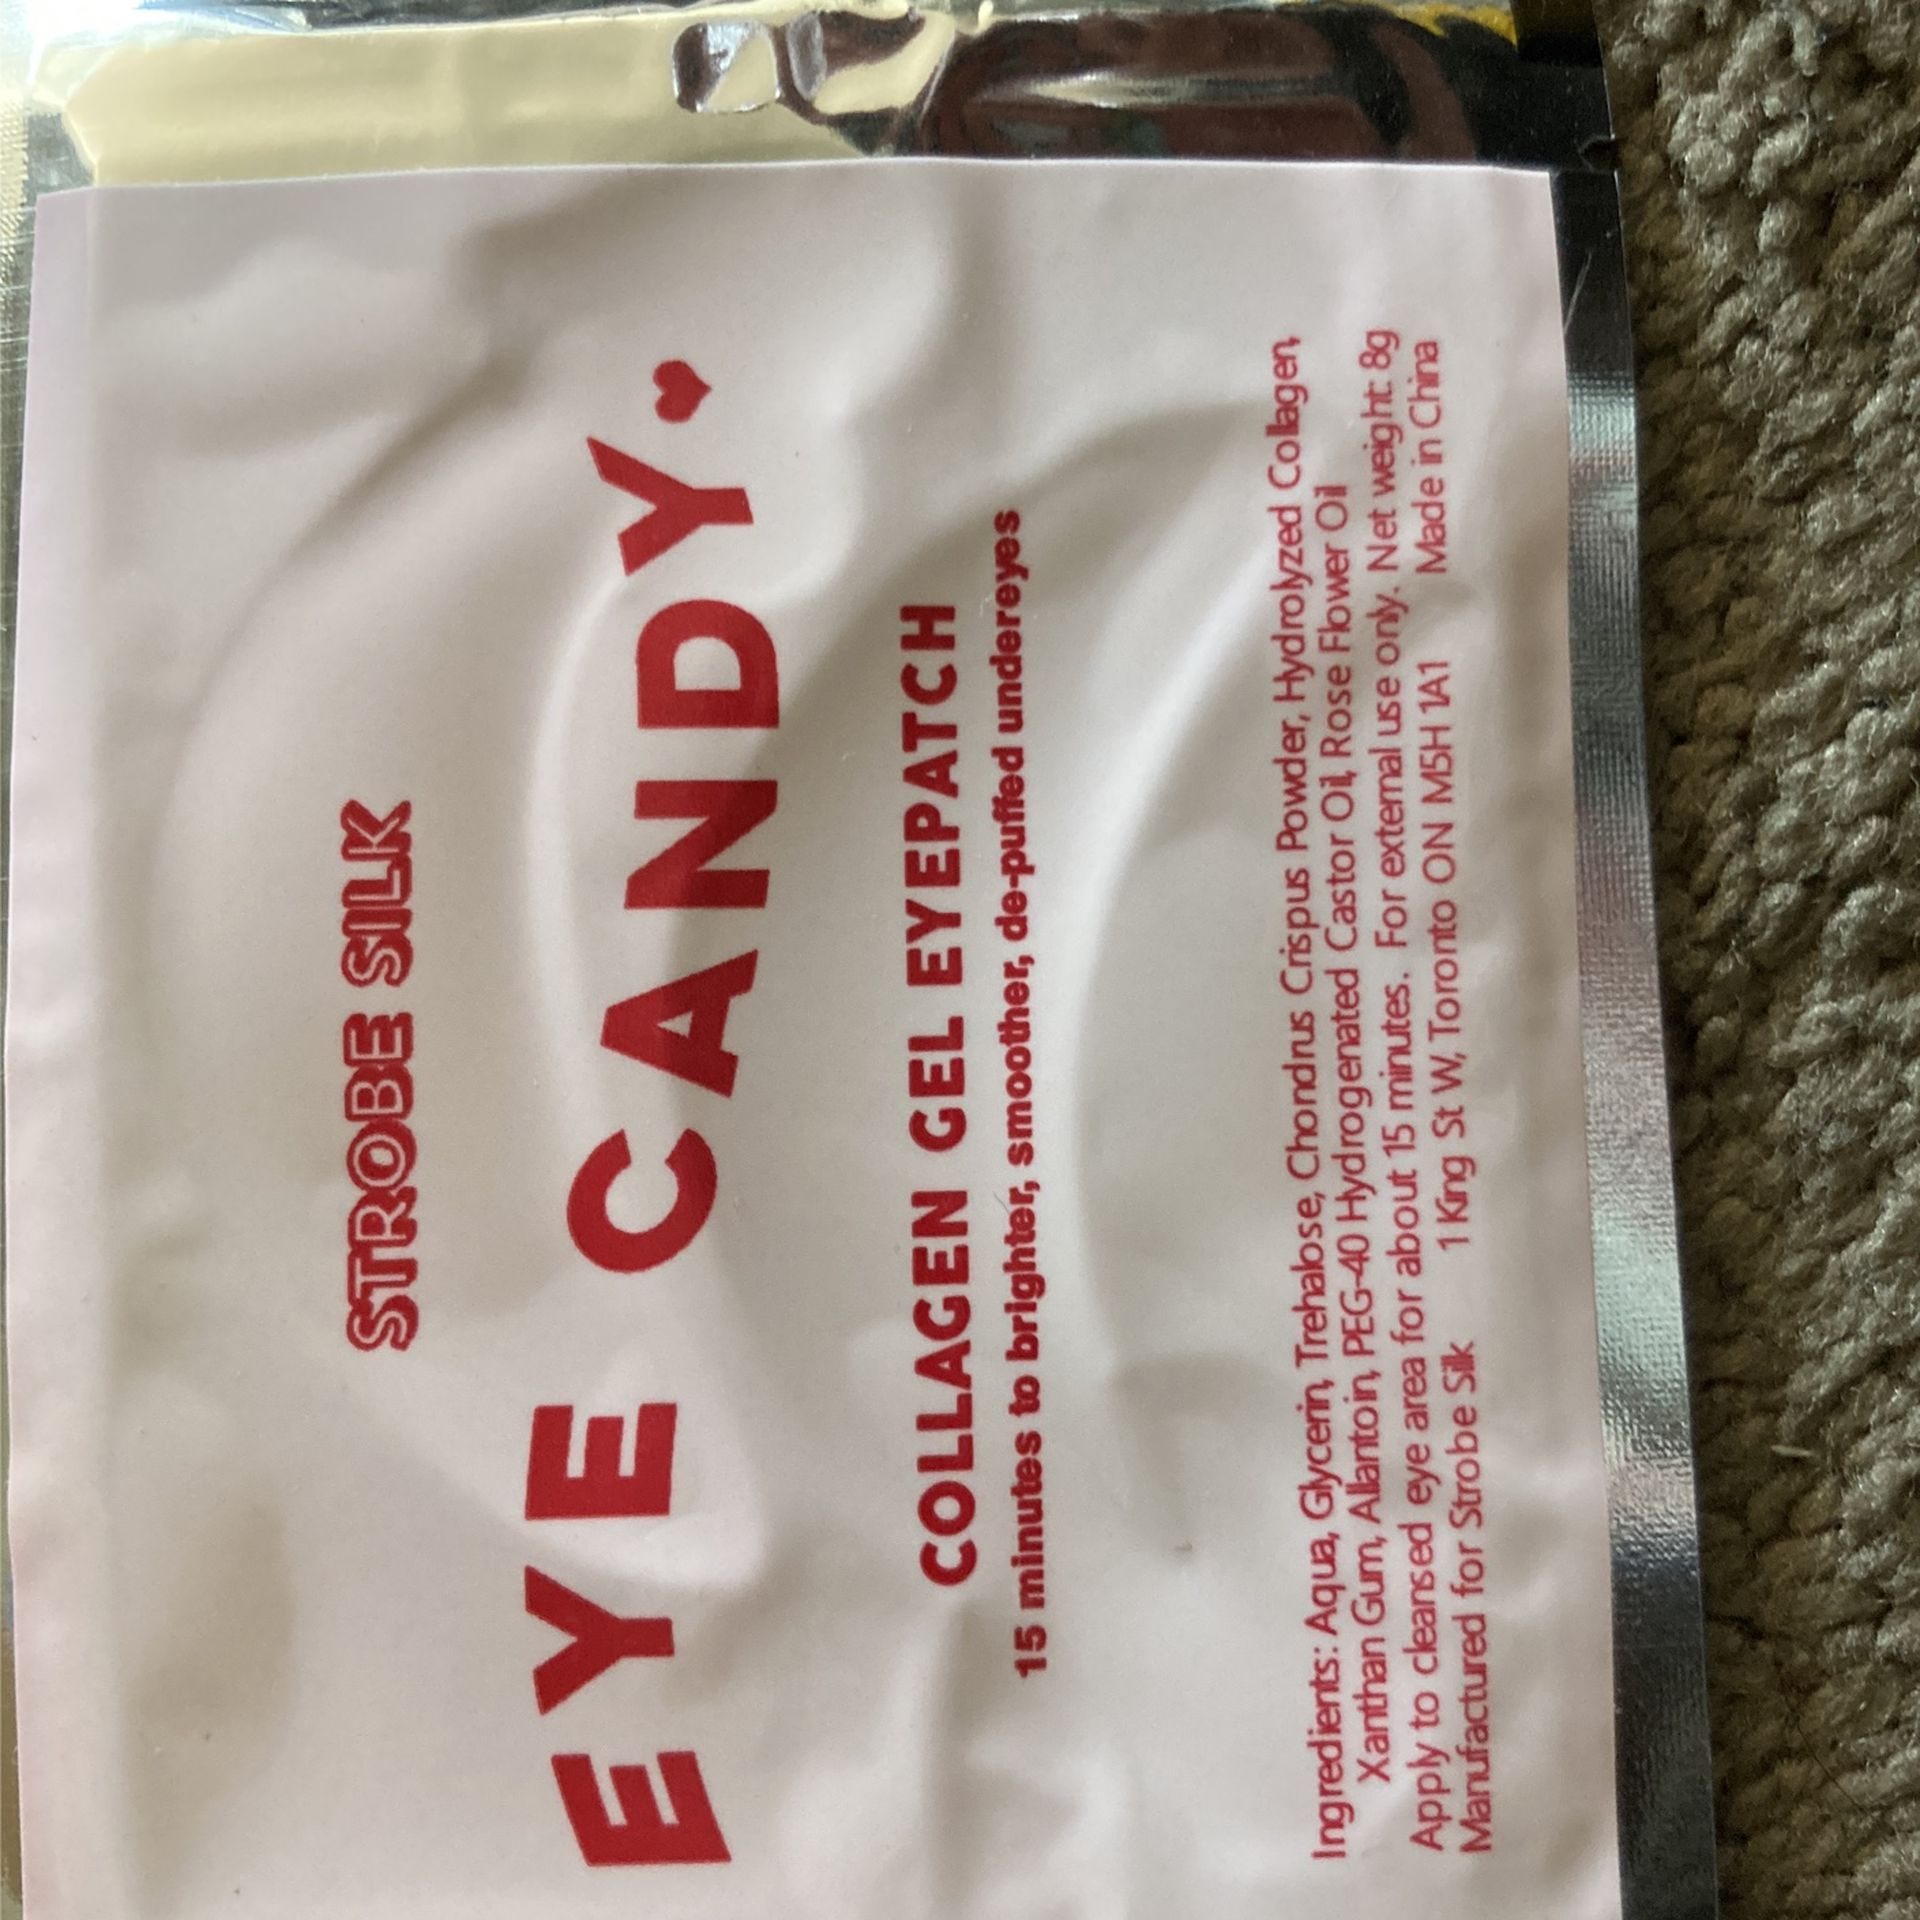 STROBE SILK
EYE CANDY
COLLAGEN GEL EYEPATCH
15 minutes to brighter, smoother, de-puffed undereyes
Ingredients: Aqua, Glycerin, Trehalose, Chondrus Crispus Powder, Hydrolyzed Collagen,
Xanthan Gum, Allantoin, PEG-40 Hydrogenated Castor Oil, Rose Flower Oil
Apply to cleansed eye area for about 15 minutes. For external use only. Net weight: 8g
Manufactured for Strobe Silk 1 King St W, Toronto ON M5H 1A1 Made in China